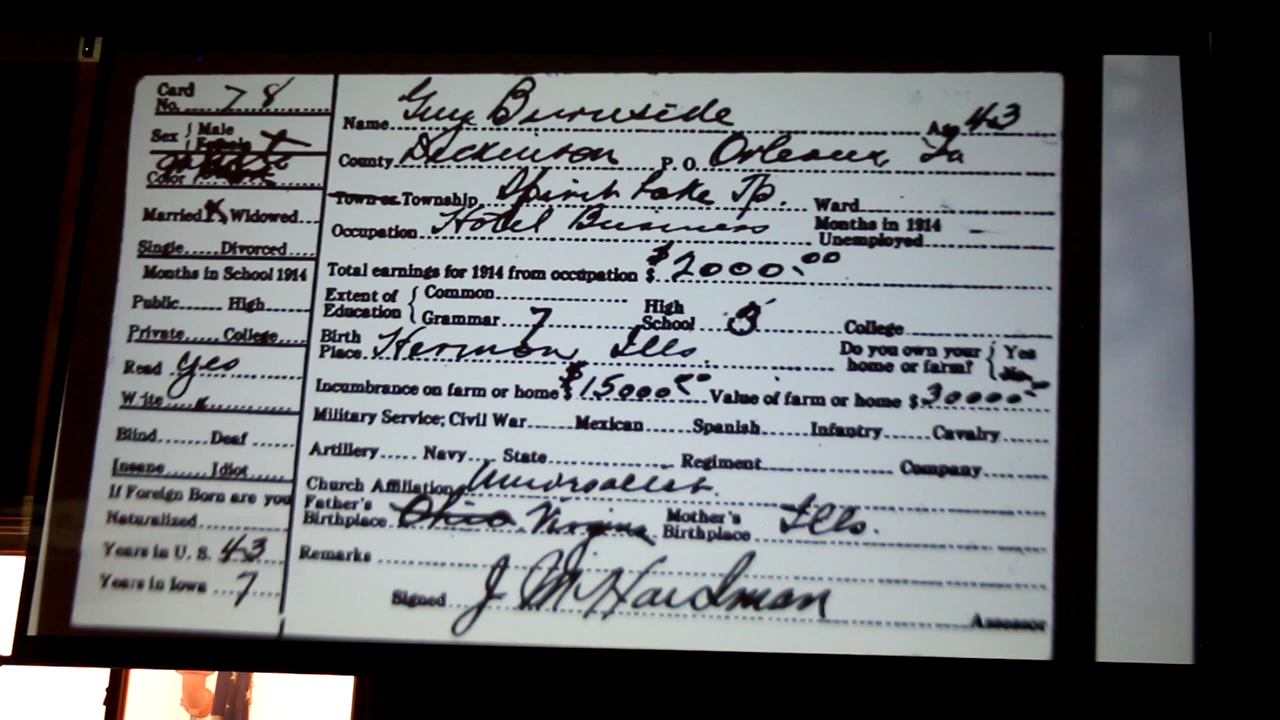 Card No. 78
Sex { Male
Female
Color
Married X Widowed
Single Divorced
Months in School 1914
Public High
Private College
Read yes
Write "
Blind Deaf
Insane Idiot
If Foreign Born are you
Naturalized
Years in U. S. 43
Years in Iowa 7
Name Guy Burnside Age 43
County Dickinson P. O. Orleans, Ia
Town or Township Spirit Lake Tp. Ward
Occupation Hotel Business Months in 1914 Unemployed -
Total earnings for 1914 from occupation $ $2000.00
Extent of Education { Common
Grammar 7 High School 3 College
Birth Place Hermon, Ills. Do you own your home or farm? { Yes No
Incumbrance on farm or home $ $15000.00 Value of farm or home $ 30000
Military Service; Civil War Mexican Spanish Infantry Cavalry
Artillery Navy State Regiment Company
Church Affiliation Universalist
Father's Birthplace Ohio Virginia Mother's Birthplace Ills.
Remarks
Signed J M Hardman Assessor